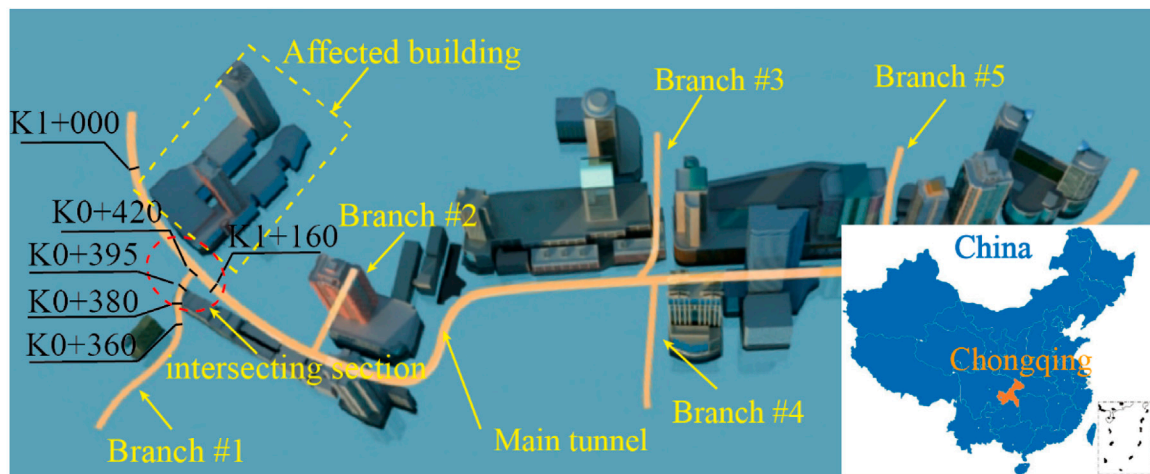 Affected building
Branch #3
Branch #5
K1+000
K0+420
Branch #2
K1+160
K0+395
China
K0+380
K0+360
Chongqing
intersecting section
Branch #4
Branch #1
Main tunnel